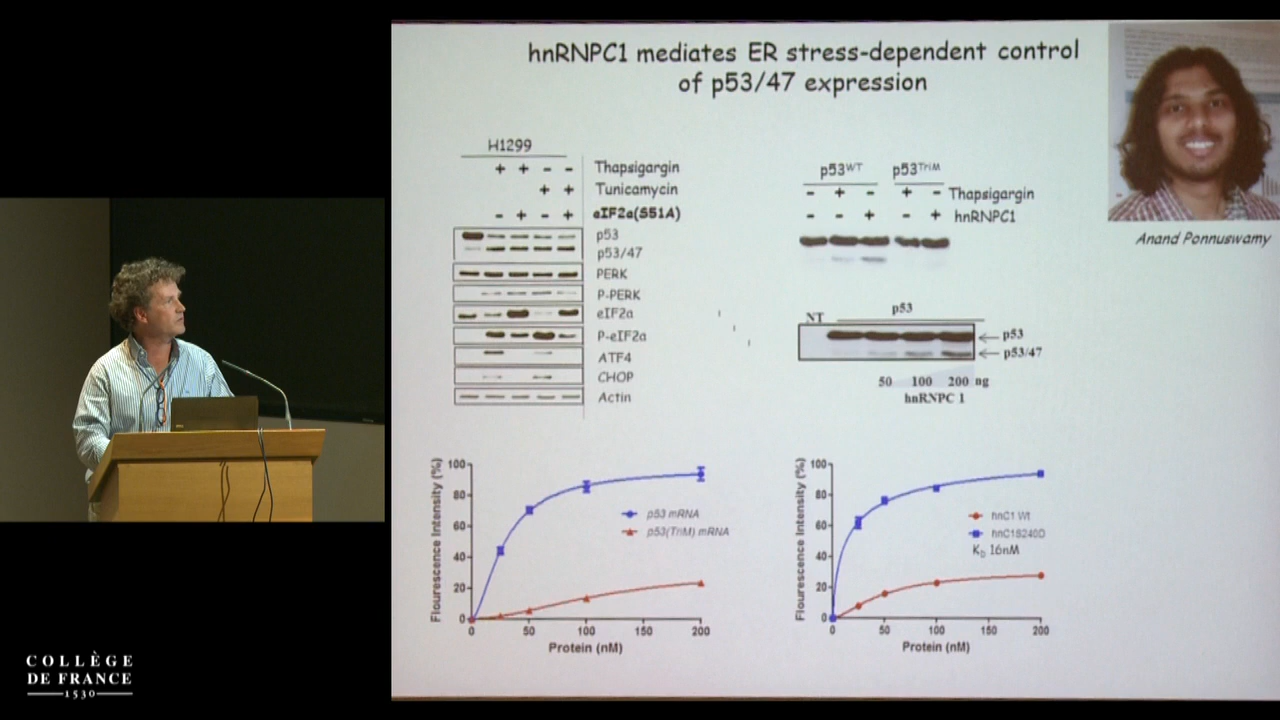 hnRNPC1 mediates ER stress-dependent control
of p53/47 expression
H1299
+ + - - Thapsigargin
+ + Tunicamycin
- + - + eIF2a(S51A)
p53
p53/47
PERK
P-PERK
eIF2a
P-eIF2a
ATF4
CHOP
Actin
p53WT p53TriM
- + - + - Thapsigargin
- - + - + hnRNPC1
Anand Ponnuswamy
NT p53
p53
p53/47
50 100 200 ng
hnRNPC 1
Flourescence Intensity (%)
100
80
60
40
20
0
0 50 100 150 200
Protein (nM)
p53 mRNA
p53(TriM) mRNA
Flourescence Intensity (%)
100
80
60
40
20
0
0 50 100 150 200
Protein (nM)
hnC1 Wt
hnC1S240D
KD 16nM
COLLÈGE
DE FRANCE
1530